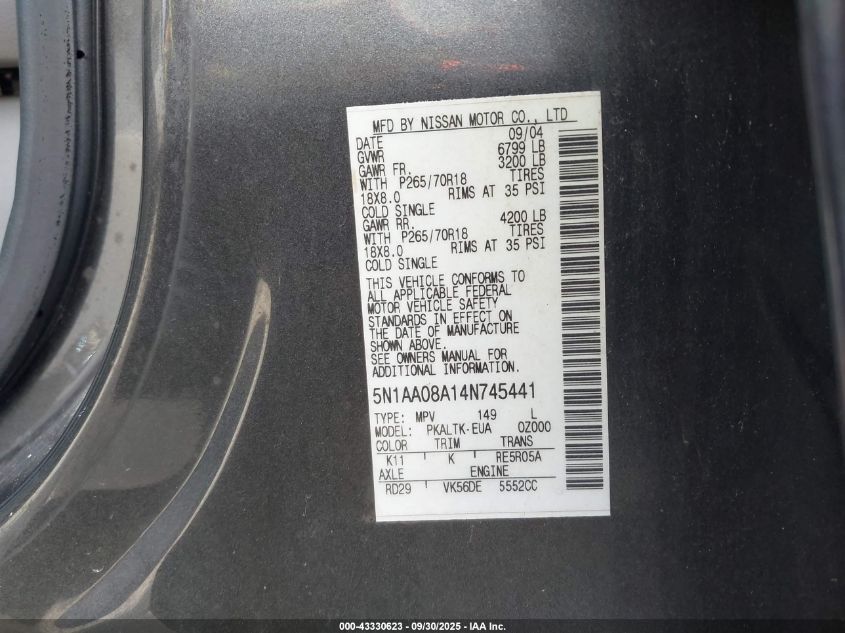 MFD BY NISSAN MOTOR CO., LTD
DATE 09/04
GVWR 6799 LB
GAWR FR. 3200 LB
WITH P265/70R18 TIRES
18X8.0 RIMS AT 35 PSI
COLD SINGLE
GAWR RR. 4200 LB
WITH P265/70R18 TIRES
18X8.0 RIMS AT 35 PSI
COLD SINGLE
THIS VEHICLE CONFORMS TO
ALL APPLICABLE FEDERAL
MOTOR VEHICLE SAFETY
STANDARDS IN EFFECT ON
THE DATE OF MANUFACTURE
SHOWN ABOVE.
SEE OWNERS MANUAL FOR
ADDITIONAL INFORMATION.
5N1AA08A14N745441
TYPE: MPV 149 L
MODEL: PKALTK-EUA 0Z000
COLOR TRIM TRANS
K11 K RE5R05A
AXLE ENGINE
RD29 VK56DE 5552CC
000-43330623 - 09/30/2025 - IAA Inc.